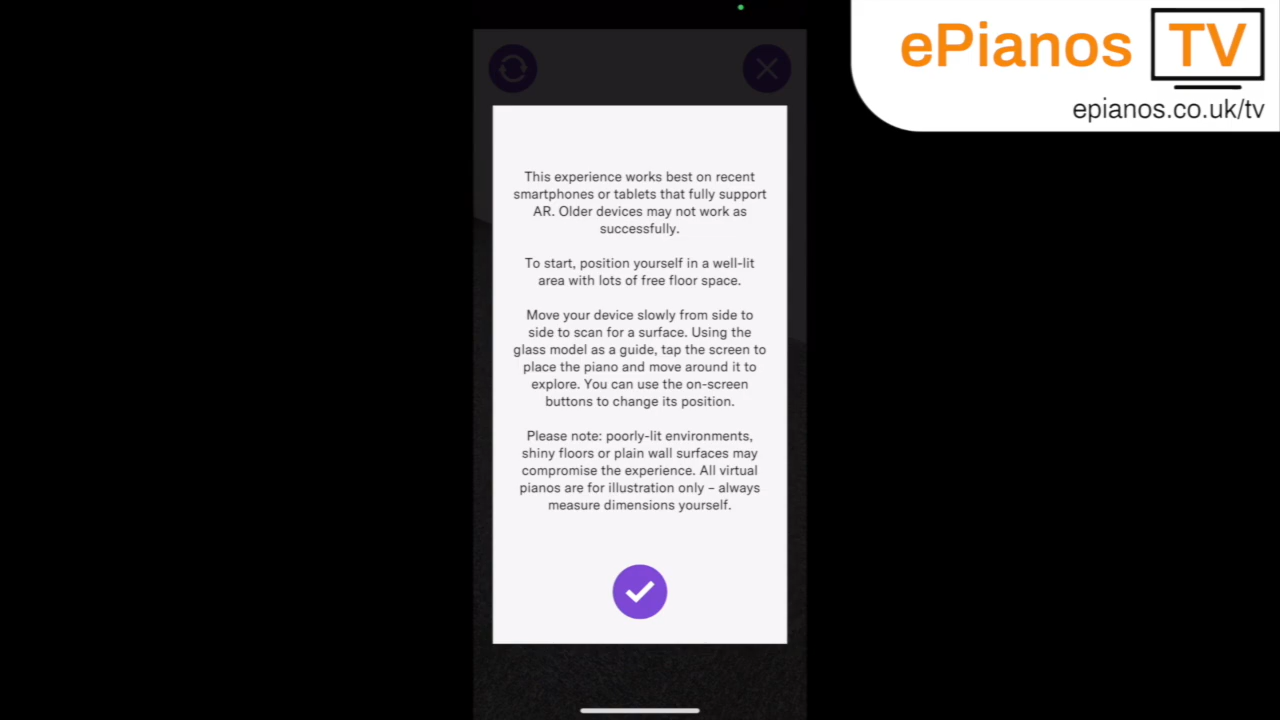 ePianos TV
epianos.co.uk/tv
This experience works best on recent
smartphones or tablets that fully support
AR. Older devices may not work as
successfully.
To start, position yourself in a well-lit
area with lots of free floor space.
Move your device slowly from side to
side to scan for a surface. Using the
glass model as a guide, tap the screen to
place the piano and move around it to
explore. You can use the on-screen
buttons to change its position.
Please note: poorly-lit environments,
shiny floors or plain wall surfaces may
compromise the experience. All virtual
pianos are for illustration only – always
measure dimensions yourself.